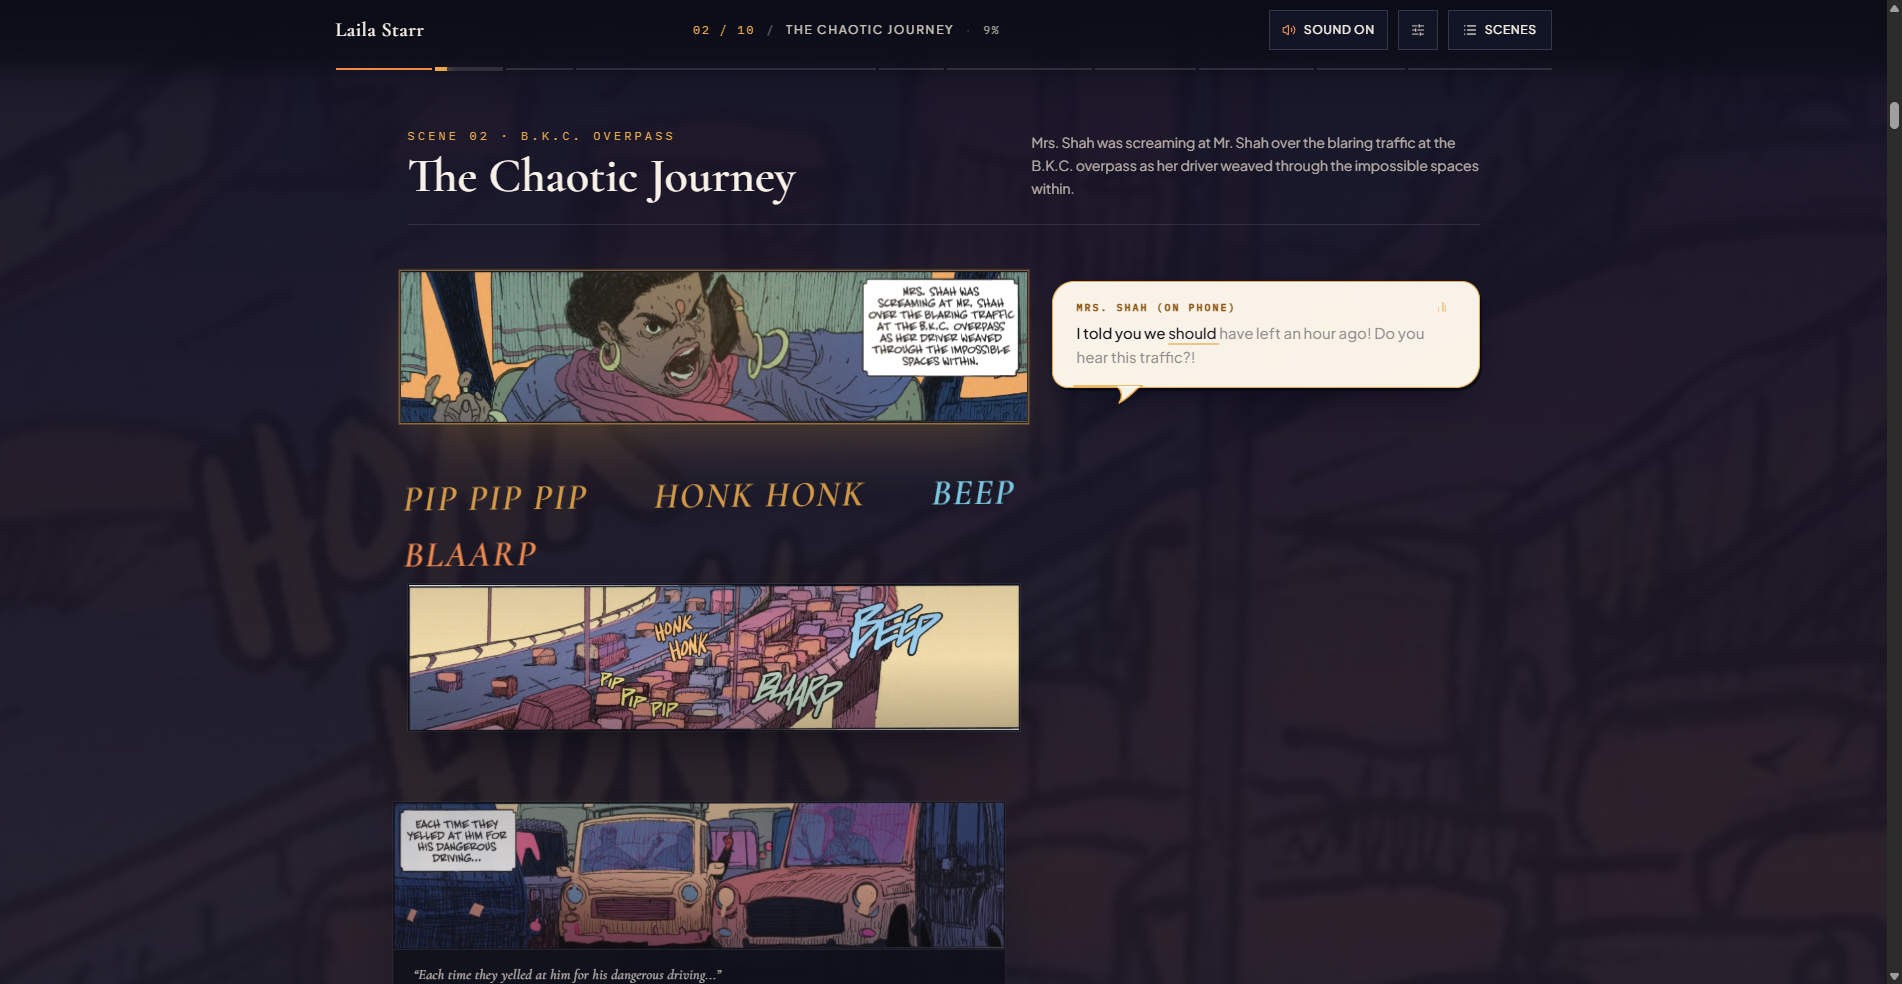 Laila Starr
02 / 10 / THE CHAOTIC JOURNEY · 9%
SOUND ON
SCENES
SCENE 02 · B.K.C. OVERPASS
The Chaotic Journey
Mrs. Shah was screaming at Mr. Shah over the blaring traffic at the
B.K.C. overpass as her driver weaved through the impossible spaces
within.
MRS. SHAH WAS
SCREAMING AT MR. SHAH
OVER THE BLARING TRAFFIC
AT THE B.K.C. OVERPASS
AS HER DRIVER WEAVED
THROUGH THE IMPOSSIBLE
SPACES WITHIN.
MRS. SHAH (ON PHONE)
I told you we should have left an hour ago! Do you
hear this traffic?!
PIP PIP PIP HONK HONK BEEP
BLAARP
HONK
HONK
BEEP
PIP
PIP
PIP
BLAARP
EACH TIME THEY
YELLED AT HIM FOR
HIS DANGEROUS
DRIVING...
“Each time they yelled at him for his dangerous driving...”
HONK
HONK